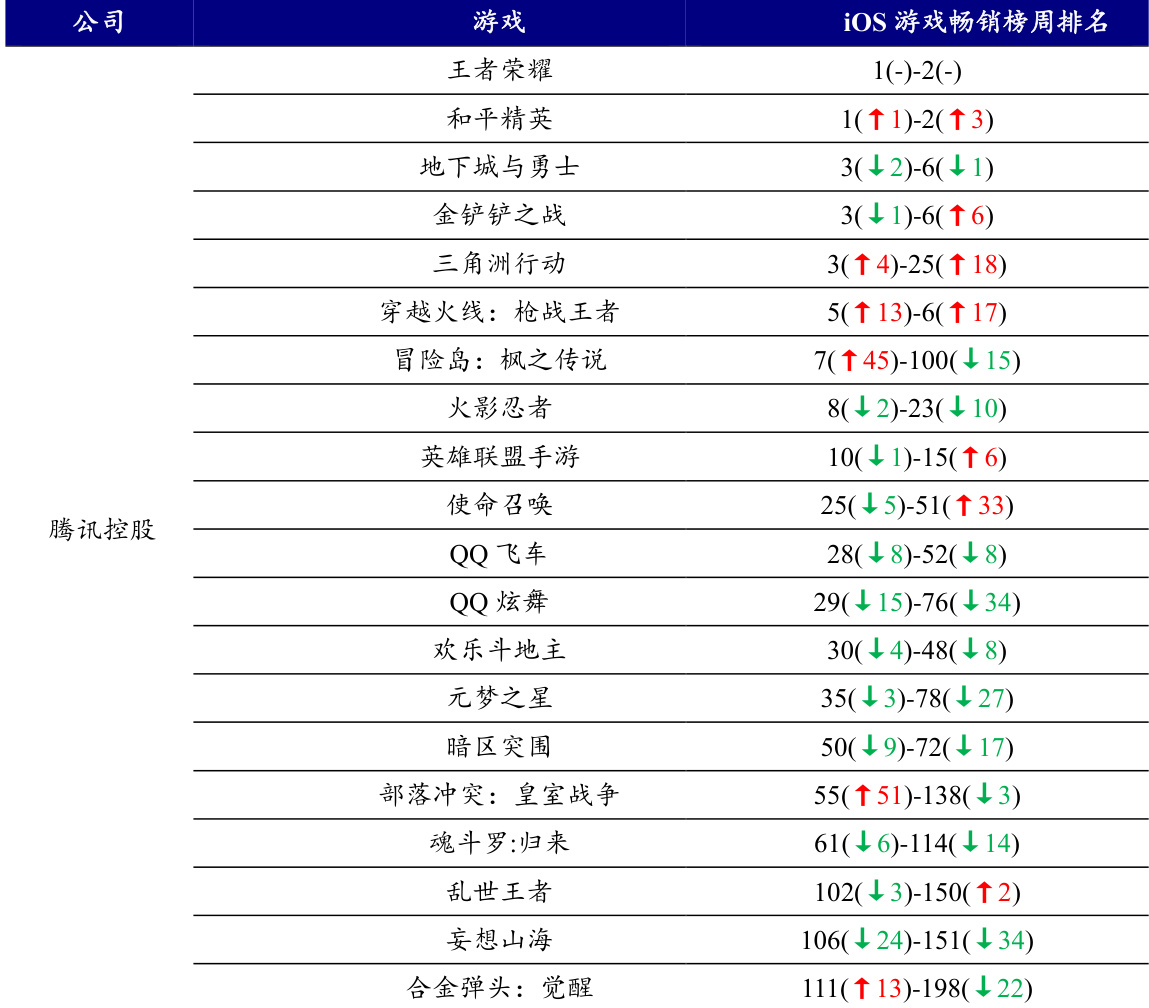 公司 游戏 iOS 游戏畅销榜周排名
王者荣耀 1(-)-2(-)
和平精英 1(↑1)-2(↑3)
地下城与勇士 3(↓2)-6(↓1)
金铲铲之战 3(↓1)-6(↑6)
三角洲行动 3(↑4)-25(↑18)
穿越火线：枪战王者 5(↑13)-6(↑17)
冒险岛：枫之传说 7(↑45)-100(↓15)
火影忍者 8(↓2)-23(↓10)
英雄联盟手游 10(↓1)-15(↑6)
使命召唤 25(↓5)-51(↑33)
腾讯控股
QQ 飞车 28(↓8)-52(↓8)
QQ 炫舞 29(↓15)-76(↓34)
欢乐斗地主 30(↓4)-48(↓8)
元梦之星 35(↓3)-78(↓27)
暗区突围 50(↓9)-72(↓17)
部落冲突：皇室战争 55(↑51)-138(↓3)
魂斗罗:归来 61(↓6)-114(↓14)
乱世王者 102(↓3)-150(↑2)
妄想山海 106(↓24)-151(↓34)
合金弹头：觉醒 111(↑13)-198(↓22)